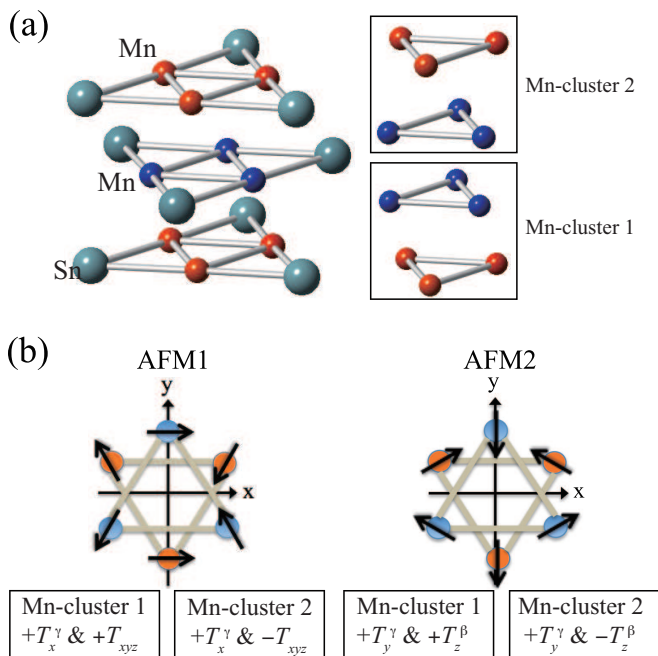 (a)
Mn
Mn
Sn
Mn-cluster 2
Mn-cluster 1
(b)
AFM1
AFM2
y
x
y
x
Mn-cluster 1
+T_x^γ & +T_xyz
Mn-cluster 2
+T_x^γ & −T_xyz
Mn-cluster 1
+T_y^γ & +T_z^β
Mn-cluster 2
+T_y^γ & −T_z^β